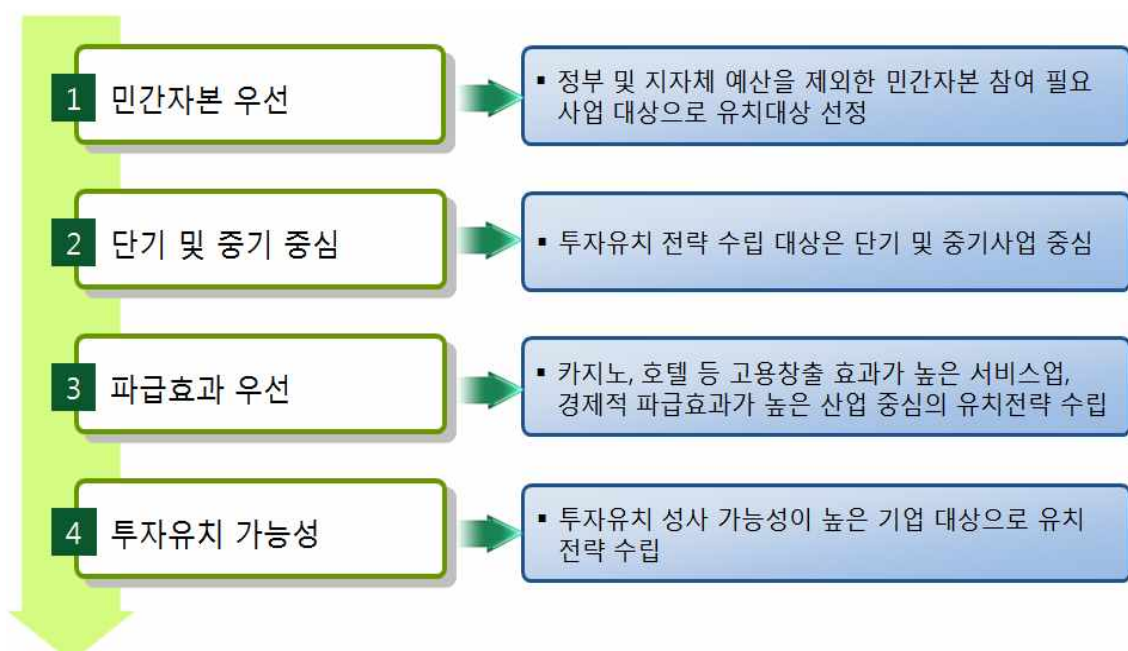 1 민간자본 우선
▪ 정부 및 지자체 예산을 제외한 민간자본 참여 필요
사업 대상으로 유치대상 선정
2 단기 및 중기 중심
▪ 투자유치 전략 수립 대상은 단기 및 중기사업 중심
3 파급효과 우선
▪ 카지노, 호텔 등 고용창출 효과가 높은 서비스업,
경제적 파급효과가 높은 산업 중심의 유치전략 수립
4 투자유치 가능성
▪ 투자유치 성사 가능성이 높은 기업 대상으로 유치
전략 수립